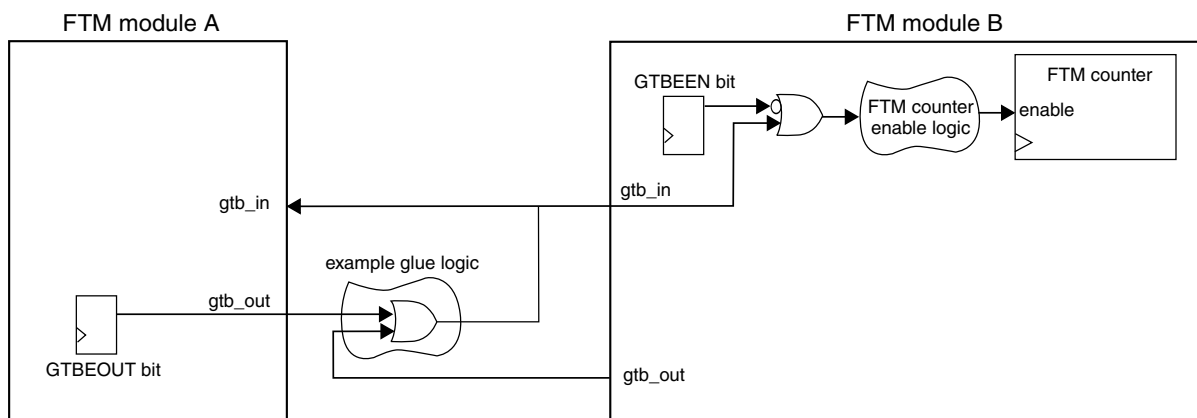 FTM module A
FTM module B
GTBEEN bit
FTM counter
enable
FTM counter
enable logic
gtb_in
gtb_in
example glue logic
gtb_out
GTBEOUT bit
gtb_out